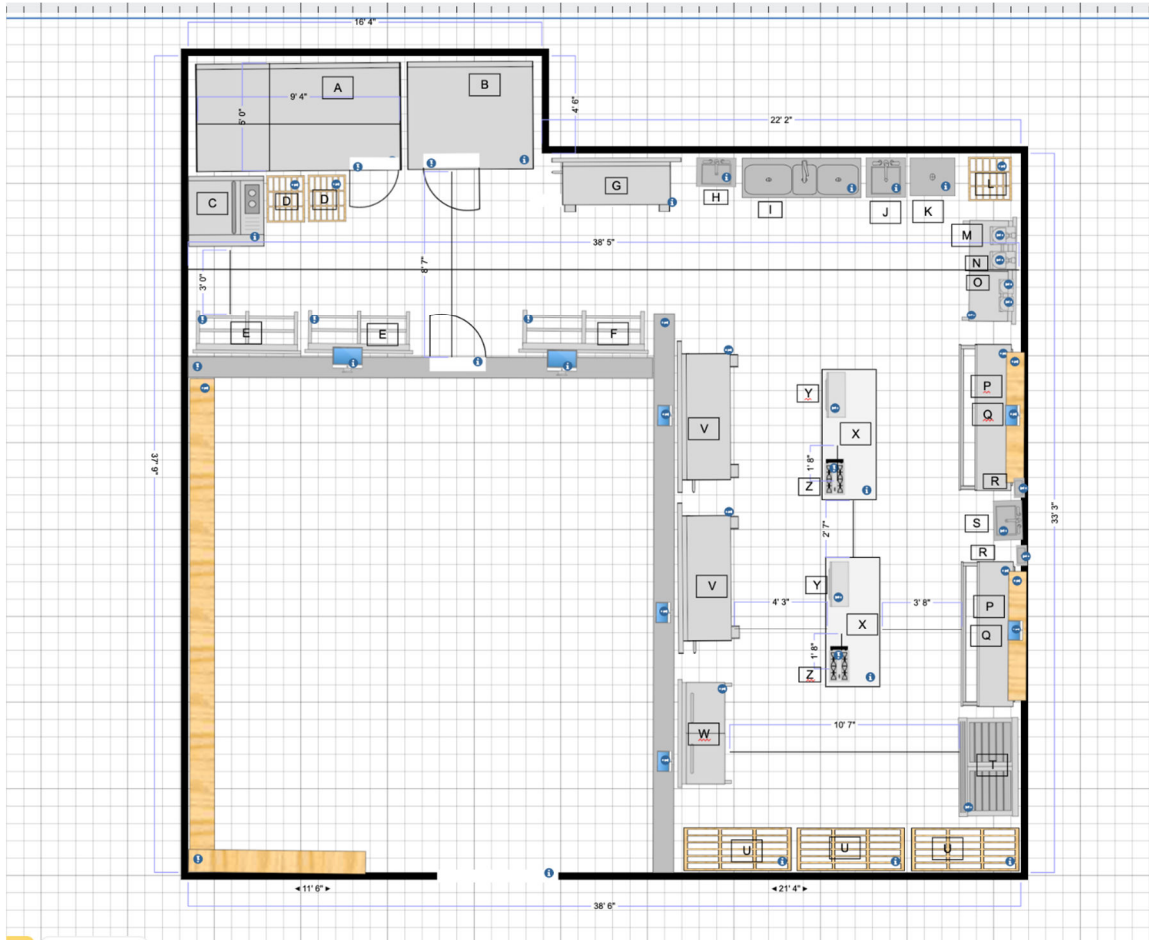 16' 4"
A
B
9' 4"
5' 0"
4' 6"
22' 2"
C
D
D
G
H
I
J
K
L
M
N
O
38' 5"
8' 7"
3' 0"
E
E
F
37' 9"
33' 3"
V
Y
X
1' 8"
Z
P
Q
R
S
R
2' 7"
V
Y
X
4' 3"
3' 8"
1' 8"
Z
P
Q
W
10' 7"
T
U
U
U
11' 6"
21' 4"
38' 6"